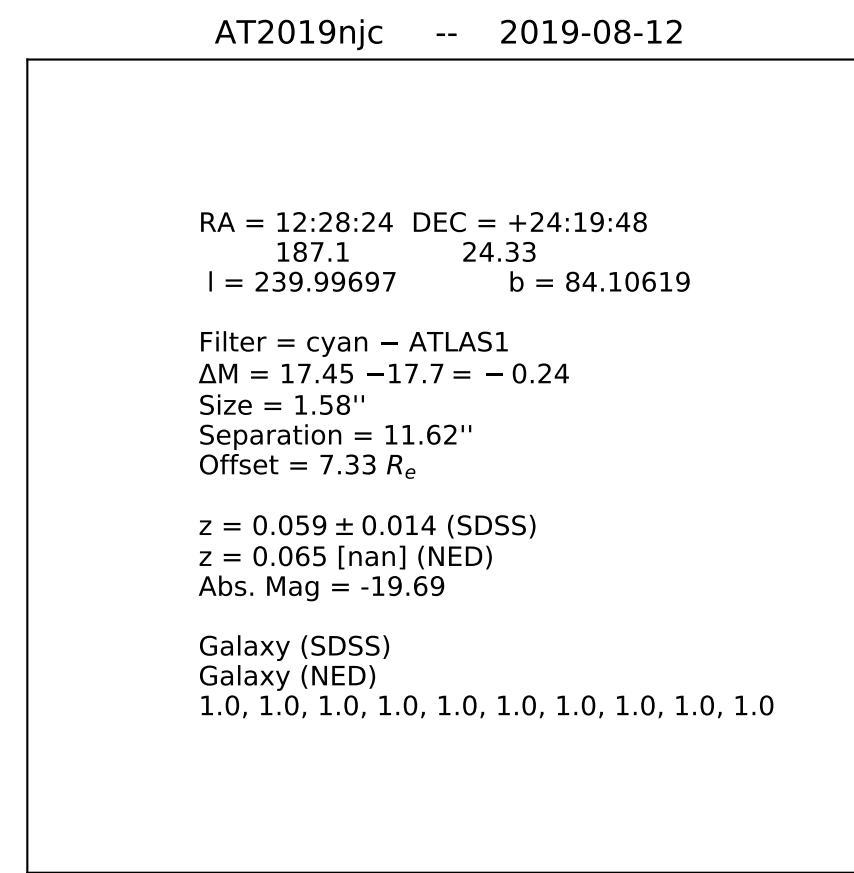 AT2019njc -- 2019-08-12
RA = 12:28:24 DEC = +24:19:48
187.1 24.33
l = 239.99697 b = 84.10619
Filter = cyan − ATLAS1
ΔM = 17.45 −17.7 = − 0.24
Size = 1.58''
Separation = 11.62''
Offset = 7.33 Re
z = 0.059 ± 0.014 (SDSS)
z = 0.065 [nan] (NED)
Abs. Mag = -19.69
Galaxy (SDSS)
Galaxy (NED)
1.0, 1.0, 1.0, 1.0, 1.0, 1.0, 1.0, 1.0, 1.0, 1.0